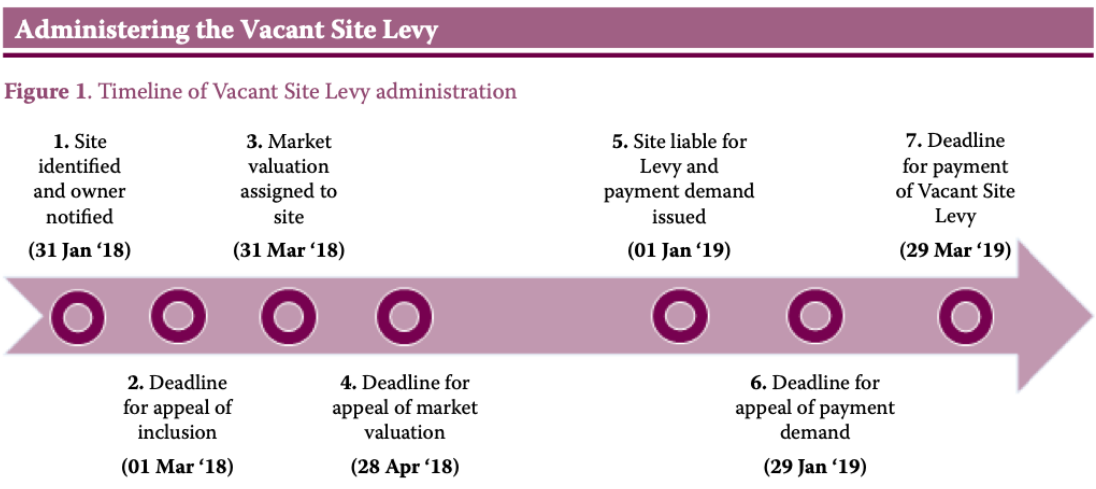 Administering the Vacant Site Levy
Figure 1. Timeline of Vacant Site Levy administration
1. Site
identified
and owner
notified
(31 Jan ‘18)
2. Deadline
for appeal of
inclusion
(01 Mar ‘18)
3. Market
valuation
assigned to
site
(31 Mar ‘18)
4. Deadline for
appeal of market
valuation
(28 Apr ‘18)
5. Site liable for
Levy and
payment demand
issued
(01 Jan ‘19)
6. Deadline for
appeal of payment
demand
(29 Jan ‘19)
7. Deadline
for payment
of Vacant Site
Levy
(29 Mar ‘19)